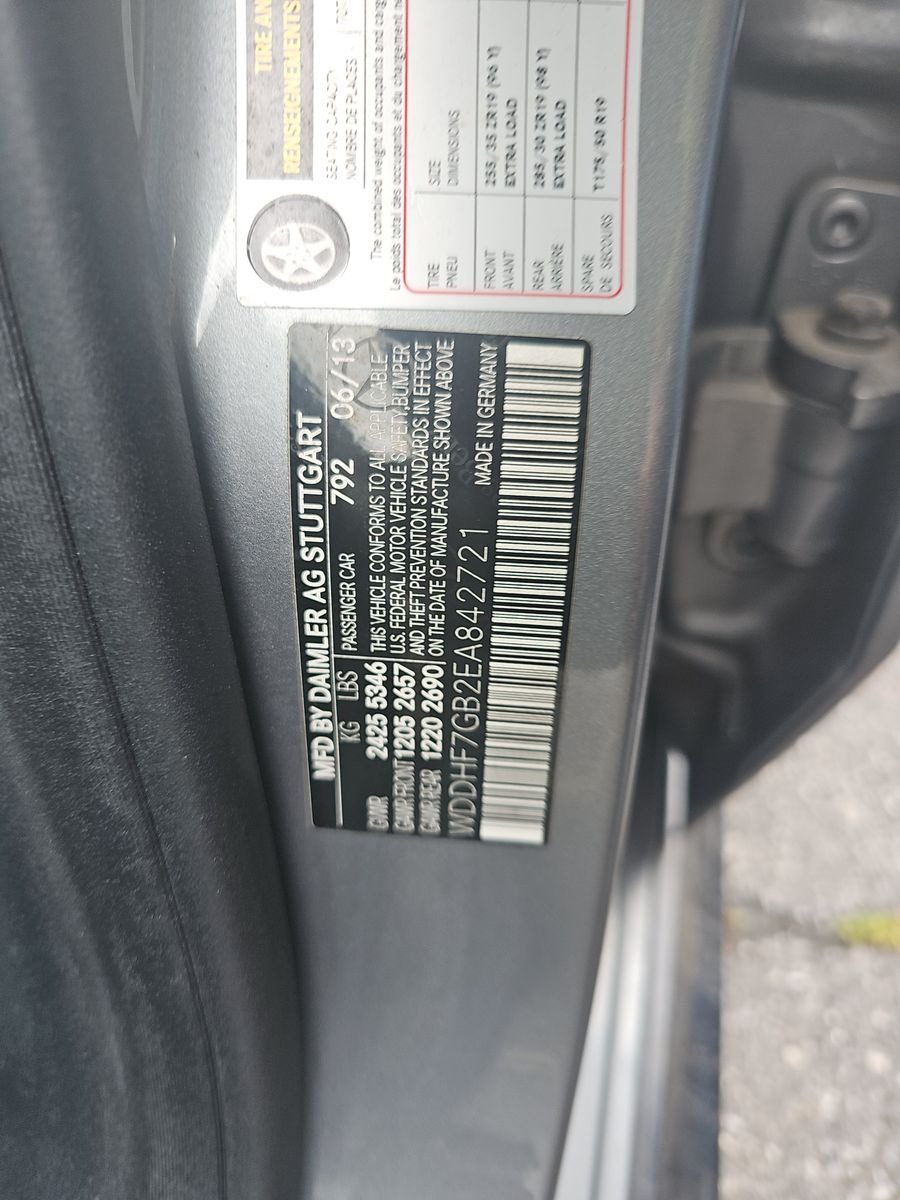 TIRE AN
RENSEIGNEMENTS
SEATING CAPACITY
NOMBRE DE PLACES
The combined weight of occupants and carg
Le poids total des occupants et du chargement ne
TIRE SIZE
PNEU DIMENSIONS
FRONT 255/35 ZR19 (96 Y)
AVANT EXTRA LOAD
REAR 285/30 ZR19 (98 Y)
ARRIÈRE EXTRA LOAD
SPARE T175/50 R19
DE SECOURS
MFD BY DAIMLER AG STUTTGART
KG LBS PASSENGER CAR 792 06/13
GVWR 2425 5346 THIS VEHICLE CONFORMS TO ALL APPLICABLE
GAWR FRONT 1205 2657 U.S. FEDERAL MOTOR VEHICLE SAFETY, BUMPER
GAWR REAR 1220 2690 AND THEFT PREVENTION STANDARDS IN EFFECT
ON THE DATE OF MANUFACTURE SHOWN ABOVE
WDDHF7GB2EA842721 MADE IN GERMANY